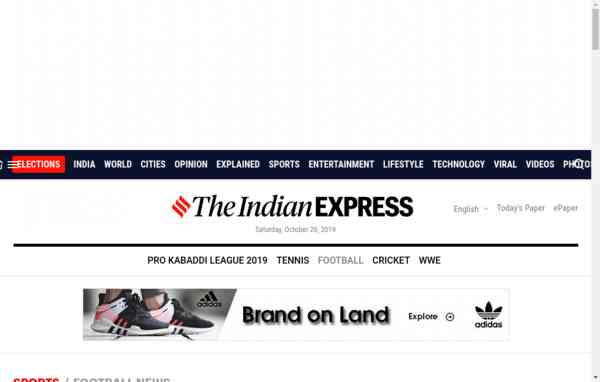 ELECTIONS INDIA WORLD CITIES OPINION EXPLAINED SPORTS ENTERTAINMENT LIFESTYLE TECHNOLOGY VIRAL VIDEOS PHOTOS
The Indian EXPRESS
English Today's Paper ePaper
Saturday, October 26, 2019
PRO KABADDI LEAGUE 2019 TENNIS FOOTBALL CRICKET WWE
adidas
Brand on Land Explore
adidas
SPORTS / FOOTBALL NEWS